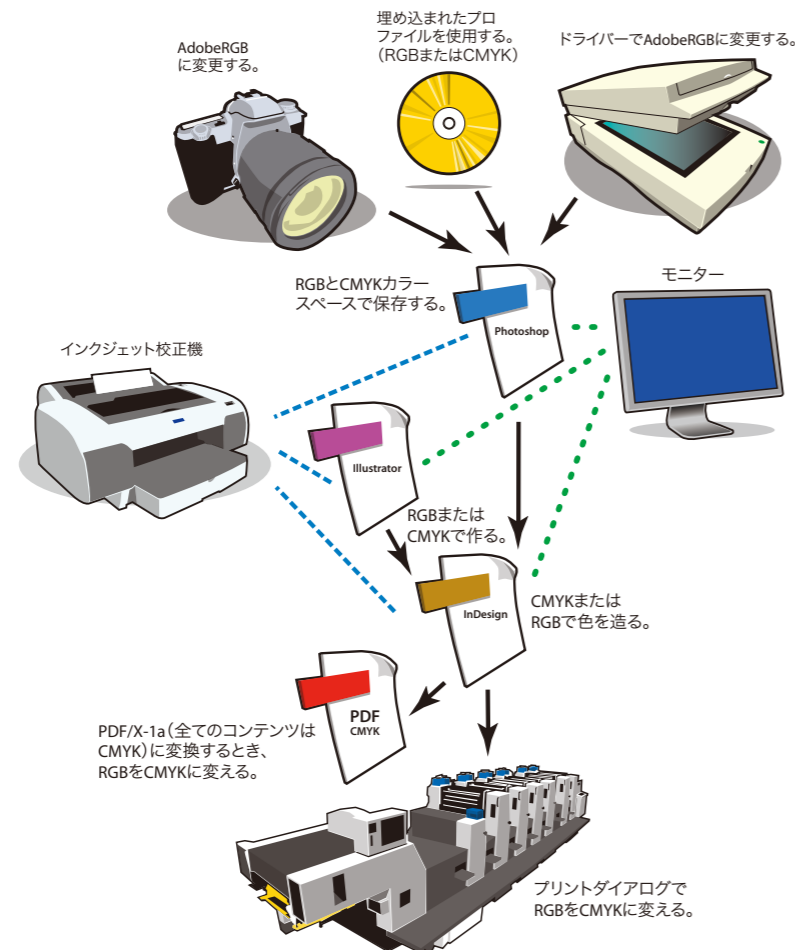 埋め込まれたプロ
ファイルを使用する。
（RGBまたはCMYK）
AdobeRGB
に変更する。
ドライバーでAdobeRGBに変更する。
RGBとCMYKカラー
スペースで保存する。
Photoshop
モニター
インクジェット校正機
Illustrator
RGBまたは
CMYKで作る。
InDesign
CMYKまたは
RGBで色を造る。
PDF
CMYK
PDF/X-1a（全てのコンテンツは
CMYK）に変換するとき、
RGBをCMYKに変える。
プリントダイアログで
RGBをCMYKに変える。